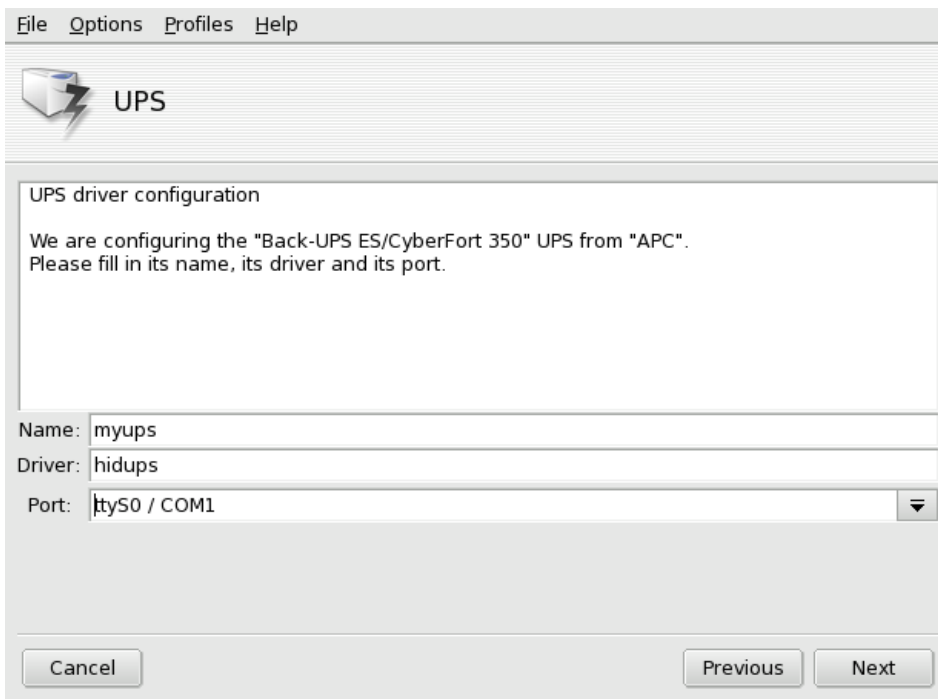 File Options Profiles Help
UPS
UPS driver configuration
We are configuring the "Back-UPS ES/CyberFort 350" UPS from "APC".
Please fill in its name, its driver and its port.
Name: myups
Driver: hidups
Port: ttyS0 / COM1
Cancel Previous Next